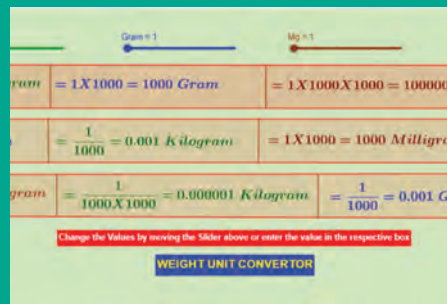 Gram = 1 Mg = 1
gram = 1X1000 = 1000 Gram = 1X1000X1000 = 100000
= 1/1000 = 0.001 Kilogram = 1X1000 = 1000 Milligra
gram = 1/1000X1000 = 0.000001 Kilogram = 1/1000 = 0.001 G
Change the Values by moving the Slider above or enter the value in the respective box
WEIGHT UNIT CONVERTOR